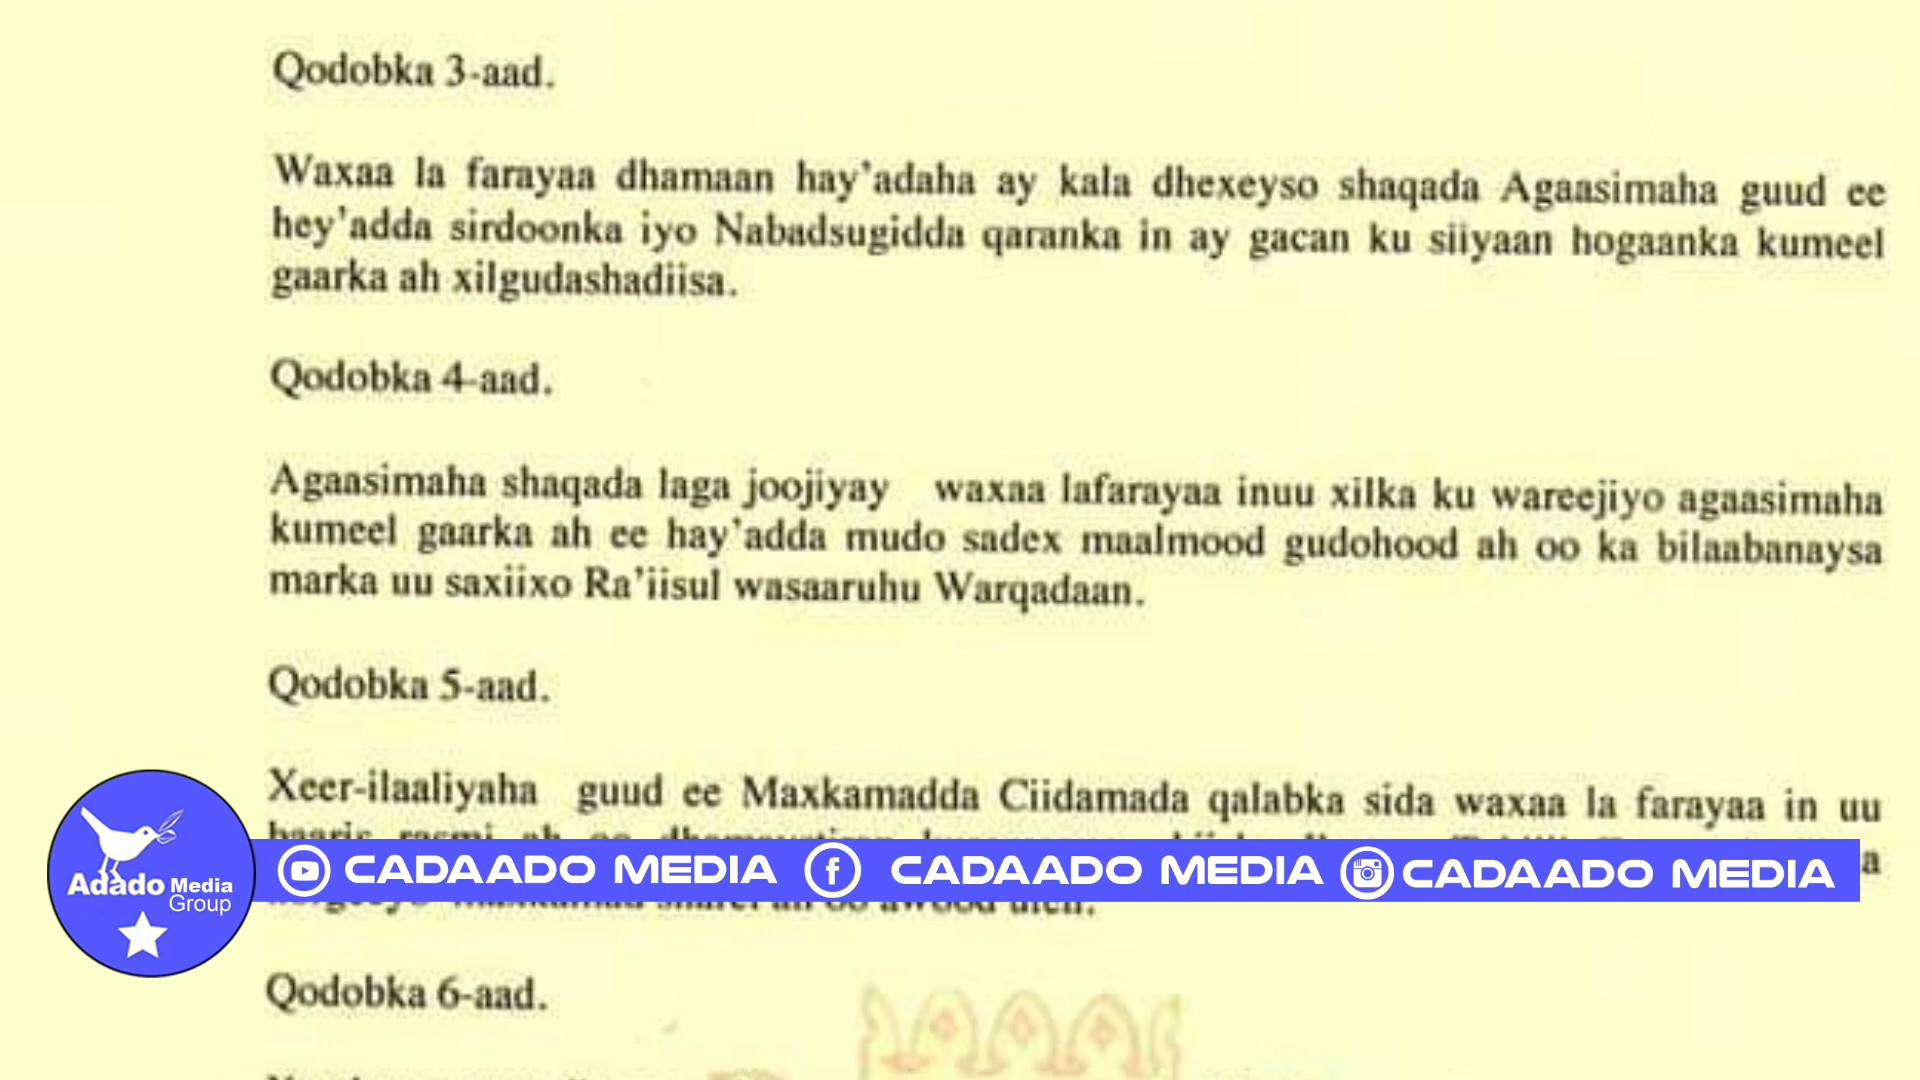 Qodobka 3-aad.
Waxaa la farayaa dhamaan hay'adaha ay kala dhexeyso shaqada Agaasimaha guud ee
hey'adda sirdoonka iyo Nabadsugidda qaranka in ay gacan ku siiyaan hogaanka kumeel
gaarka ah xilgudashadiisa.
Qodobka 4-aad.
Agaasimaha shaqada laga joojiyay waxaa lafarayaa inuu xilka ku wareejiyo agaasimaha
kumeel gaarka ah ee hay'adda mudo sadex maalmood gudohood ah oo ka bilaabanaysa
marka uu saxiixo Ra'iisul wasaaruhu Warqadaan.
Qodobka 5-aad.
Xeer-ilaaliyaha guud ee Maxkamadda Ciidamada qalabka sida waxaa la farayaa in uu
CADAADO MEDIA CADAADO MEDIA CADAADO MEDIA
Adado Media
Group
Qodobka 6-aad.